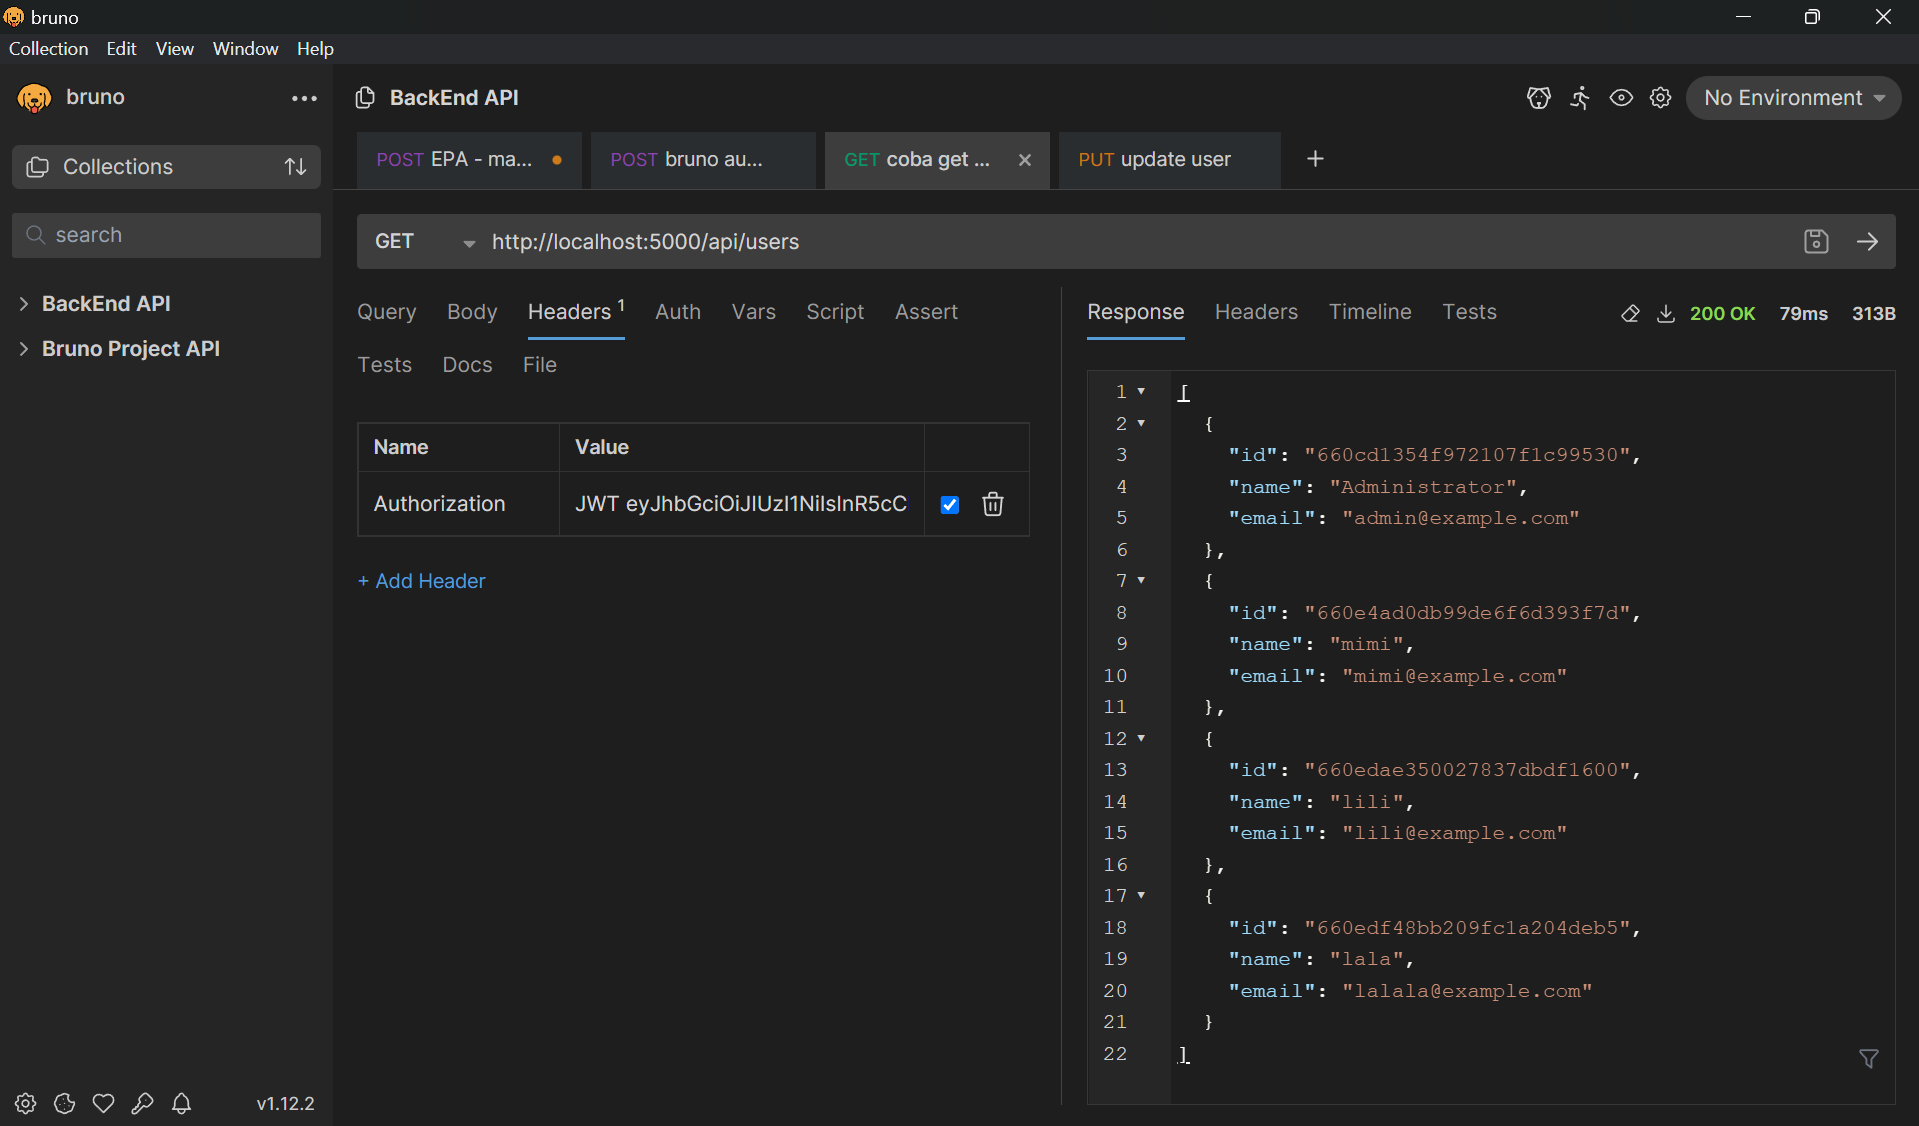 bruno
Collection Edit View Window Help
bruno
BackEnd API
No Environment
Collections
POST EPA - ma...
POST bruno au...
GET coba get ...
PUT update user
search
GET http://localhost:5000/api/users
BackEnd API
Bruno Project API
Query Body Headers 1 Auth Vars Script Assert
Tests Docs File
Name Value
Authorization JWT eyJhbGciOiJIUzI1NiIsInR5cC
+ Add Header
Response Headers Timeline Tests 200 OK 79ms 313B
1 [
2 {
3 "id": "660cd1354f972107f1c99530",
4 "name": "Administrator",
5 "email": "admin@example.com"
6 },
7 {
8 "id": "660e4ad0db99de6f6d393f7d",
9 "name": "mimi",
10 "email": "mimi@example.com"
11 },
12 {
13 "id": "660edae350027837dbdf1600",
14 "name": "lili",
15 "email": "lili@example.com"
16 },
17 {
18 "id": "660edf48bb209fc1a204deb5",
19 "name": "lala",
20 "email": "lalala@example.com"
21 }
22 ]
v1.12.2